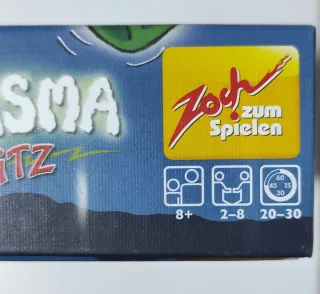 SMA
ITZ
Zoch
zum
Spielen
60
45 15
30
8+ 2-8 20-30